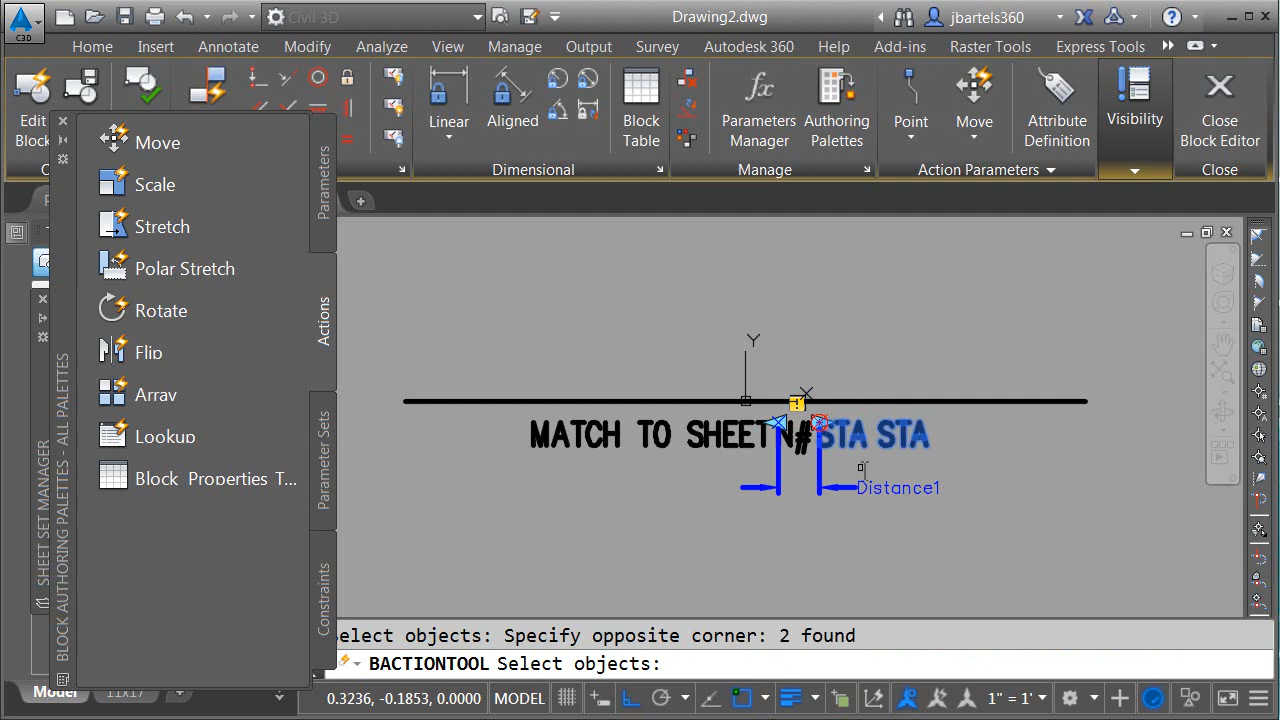 Civil 3D
Drawing2.dwg
jbartels360
C3D
Home Insert Annotate Modify Analyze View Manage Output Survey Autodesk 360 Help Add-ins Raster Tools Express Tools
Edit
Block
Linear
Aligned
Block
Table
Parameters
Manager
Authoring
Palettes
Point
Move
Attribute
Definition
Visibility
Close
Block Editor
Dimensional
Manage
Action Parameters
Close
Move
Scale
Stretch
Polar Stretch
Rotate
Flip
Array
Lookup
Block Properties T...
Parameters
Actions
Parameter Sets
Constraints
SHEET SET MANAGER
BLOCK AUTHORING PALETTES - ALL PALETTES
Y
X
MATCH TO SHEET N# STA STA
Distance1
Select objects: Specify opposite corner: 2 found
BACTIONTOOL Select objects:
Model 11x17
0.3236, -0.1853, 0.0000 MODEL 1" = 1'